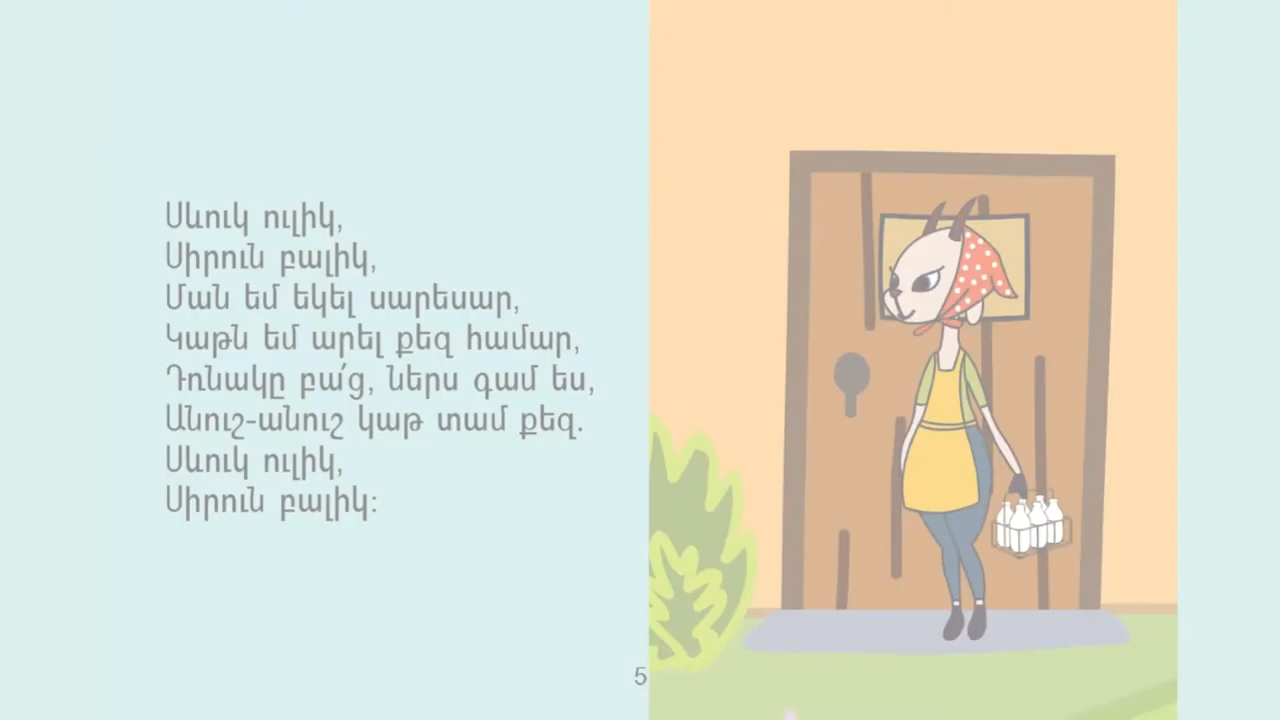 Սևուկ ուլիկ,
Սիրուն բալիկ,
Ման եմ եկել սարեսար,
Կաթն եմ արել քեզ համար,
Դռնակը բա՛ց, ներս գամ ես,
Անուշ-անուշ կաթ տամ քեզ.
Սևուկ ուլիկ,
Սիրուն բալիկ:
5